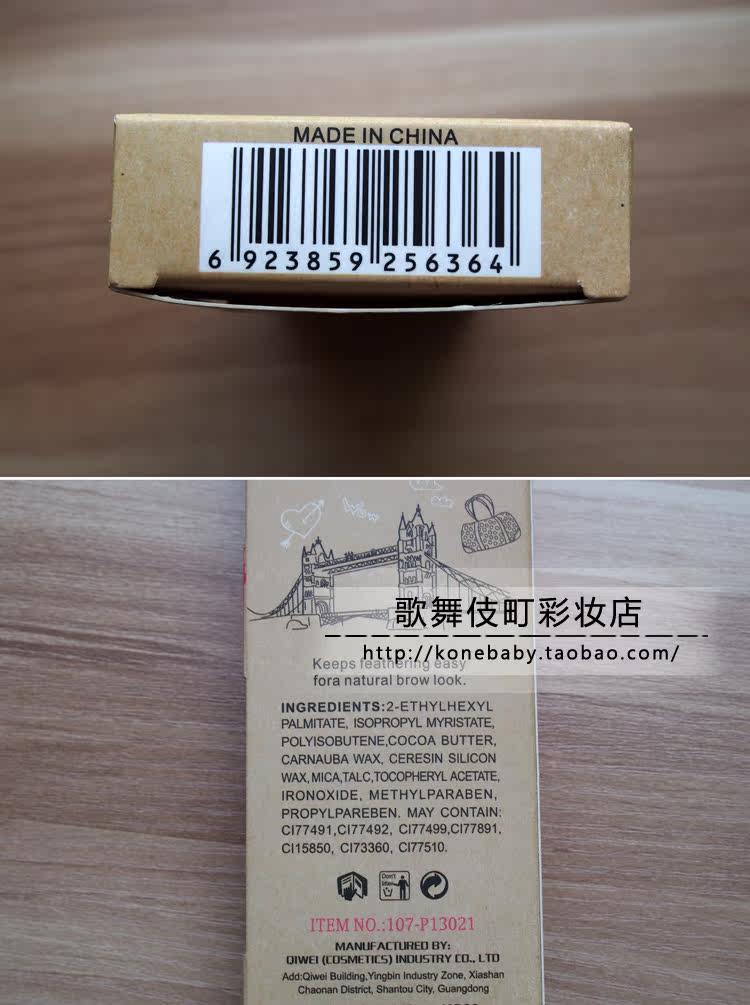 MADE IN CHINA
6 923859 256364
Wow
歌舞伎町彩妆店
http://konebaby.taobao.com/
Keeps feathering easy
fora natural brow look.
INGREDIENTS:2-ETHYLHEXYL
PALMITATE, ISOPROPYL MYRISTATE,
POLYISOBUTENE,COCOA BUTTER,
CARNAUBA WAX, CERESIN SILICON
WAX,MICA,TALC,TOCOPHERYL ACETATE,
IRONOXIDE, METHYLPARABEN,
PROPYLPAREBEN. MAY CONTAIN:
CI77491,CI77492, CI77499,CI77891,
CI15850, CI73360, CI77510.
Don't
litter
ITEM NO.:107-P13021
MANUFACTURED BY:
QIWEI (COSMETICS) INDUSTRY CO., LTD
Add:Qiwei Building,Yingbin Industry Zone, Xiashan
Chaonan District, Shantou City, Guangdong